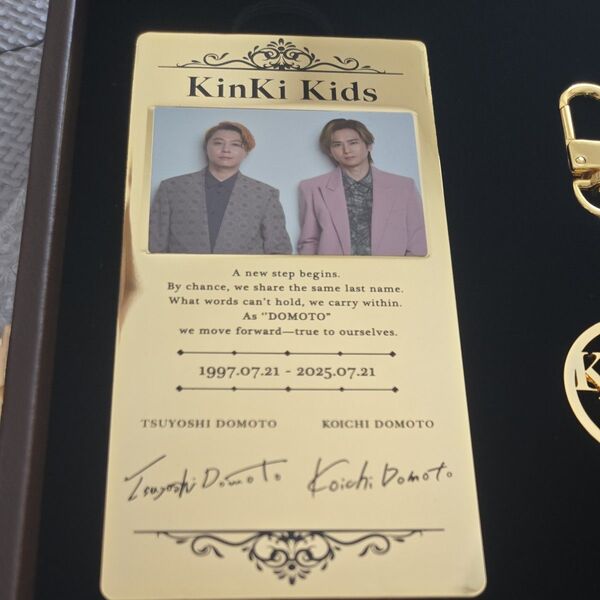 KinKi Kids
A new step begins.
By chance, we share the same last name.
What words can't hold, we carry within.
As "DOMOTO"
we move forward—true to ourselves.
1997.07.21 - 2025.07.21
TSUYOSHI DOMOTO KOICHI DOMOTO
Tsuyoshi Domoto Koichi Domoto
K